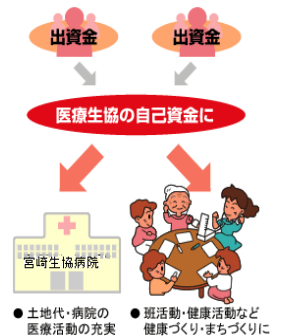 出資金 出資金
医療生協の自己資金に
宮崎生協病院
● 土地代・病院の
医療活動の充実
● 班活動・健康活動など
健康づくり・まちづくりに